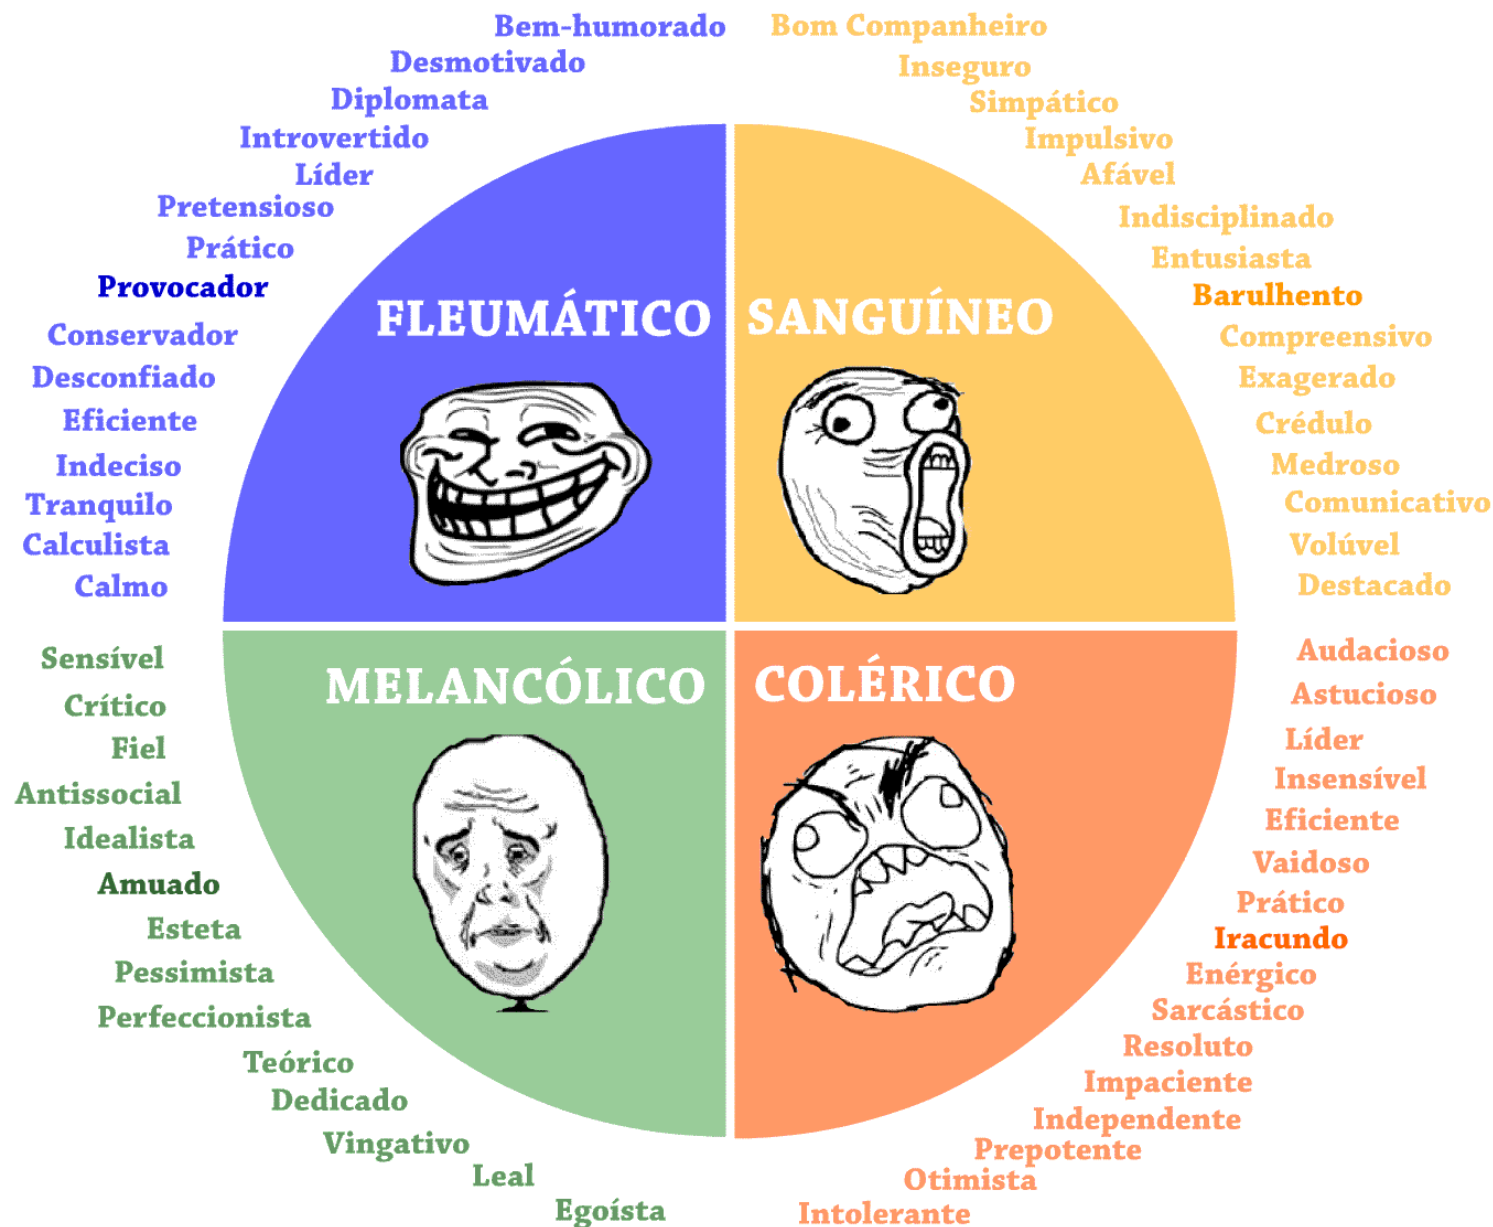 Bem-humorado
Desmotivado
Diplomata
Introvertido
Líder
Pretensioso
Prático
Provocador
Conservador
Desconfiado
Eficiente
Indeciso
Tranquilo
Calculista
Calmo
FLEUMÁTICO
Bom Companheiro
Inseguro
Simpático
Impulsivo
Afável
Indisciplinado
Entusiasta
Barulhento
Compreensivo
Exagerado
Crédulo
Medroso
Comunicativo
Volúvel
Destacado
SANGUÍNEO
Sensível
Crítico
Fiel
Antissocial
Idealista
Amuado
Esteta
Pessimista
Perfeccionista
Teórico
Dedicado
Vingativo
Leal
Egoísta
MELANCÓLICO
Audacioso
Astucioso
Líder
Insensível
Eficiente
Vaidoso
Prático
Iracundo
Enérgico
Sarcástico
Resoluto
Impaciente
Independente
Prepotente
Otimista
Intolerante
COLÉRICO